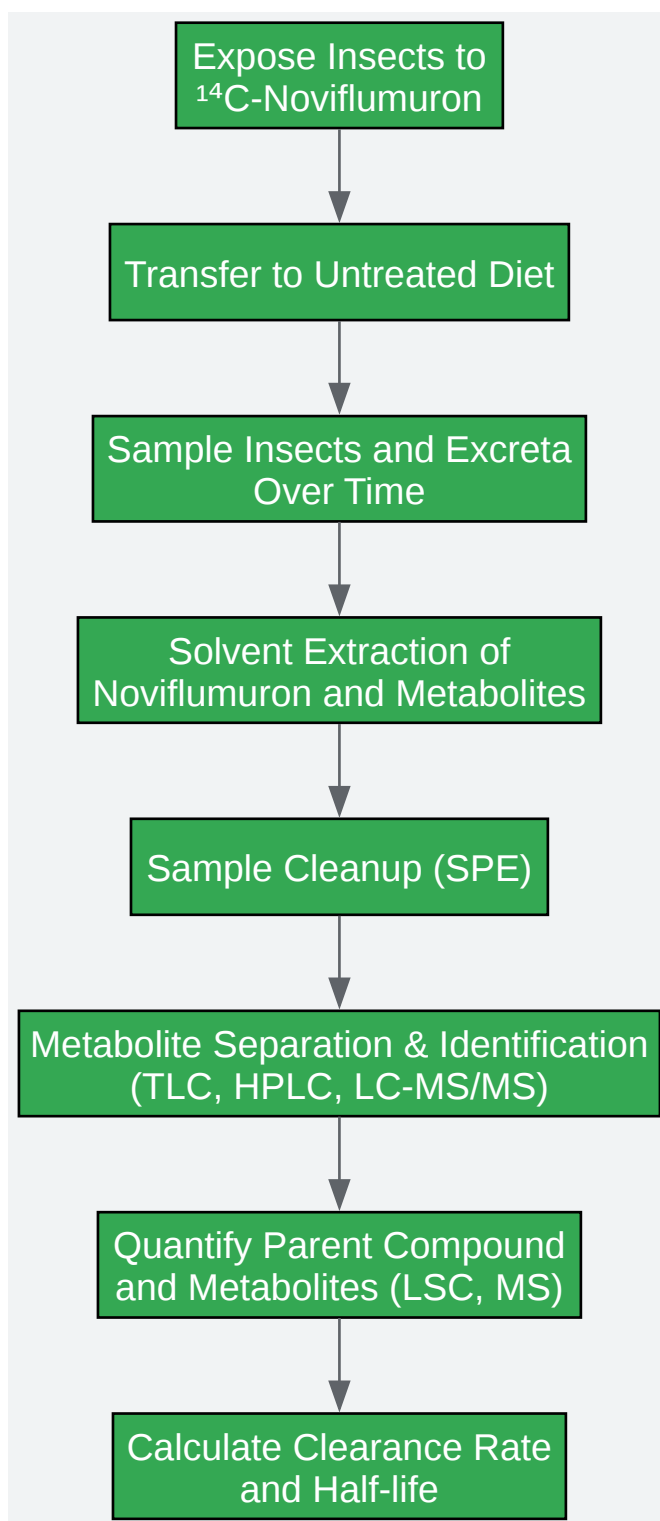 Expose Insects to
¹⁴C-Noviflumuron
Transfer to Untreated Diet
Sample Insects and Excreta
Over Time
Solvent Extraction of
Noviflumuron and Metabolites
Sample Cleanup (SPE)
Metabolite Separation & Identification
(TLC, HPLC, LC-MS/MS)
Quantify Parent Compound
and Metabolites (LSC, MS)
Calculate Clearance Rate
and Half-life